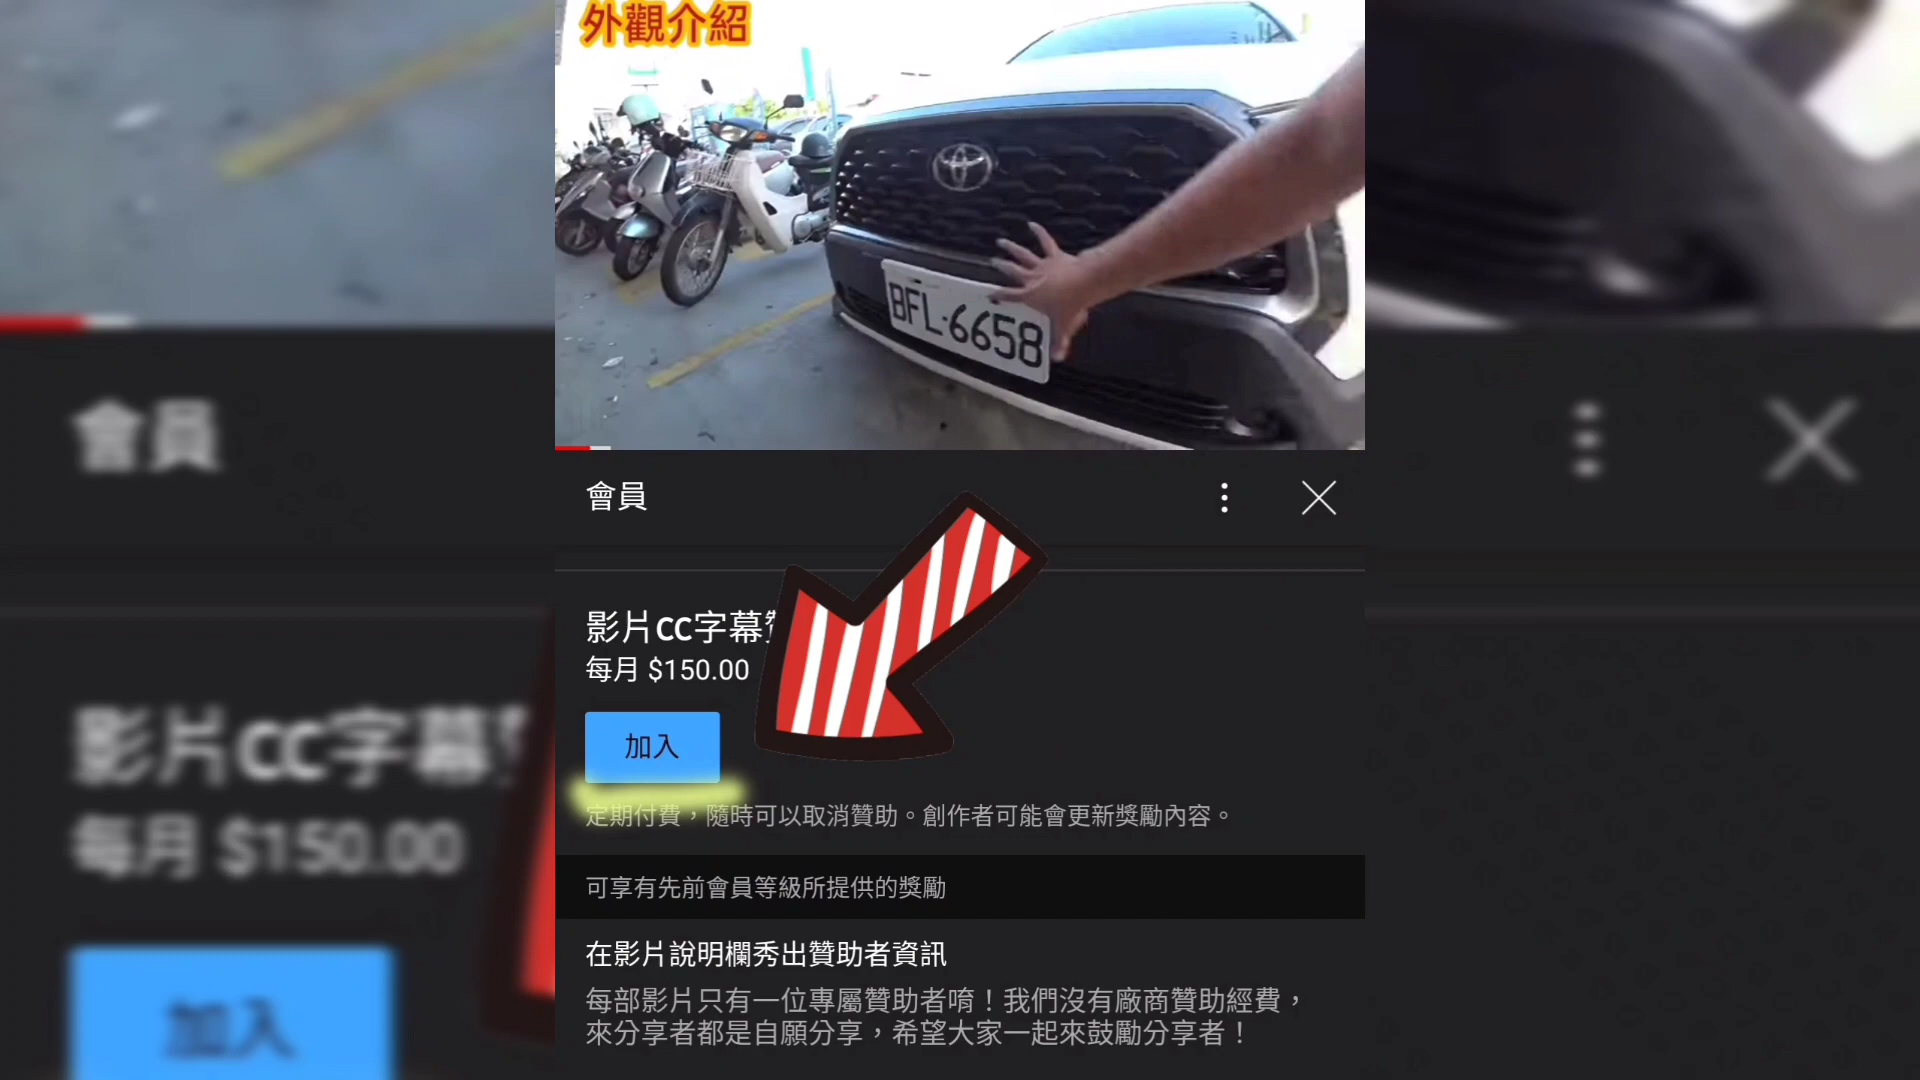 外觀介紹
BFL-6658
會員
影片CC字幕
每月 $150.00
加入
定期付費，隨時可以取消贊助。創作者可能會更新獎勵內容。
可享有先前會員等級所提供的獎勵
在影片說明欄秀出贊助者資訊
每部影片只有一位專屬贊助者唷！我們沒有廠商贊助經費，
來分享者都是自願分享，希望大家一起來鼓勵分享者！